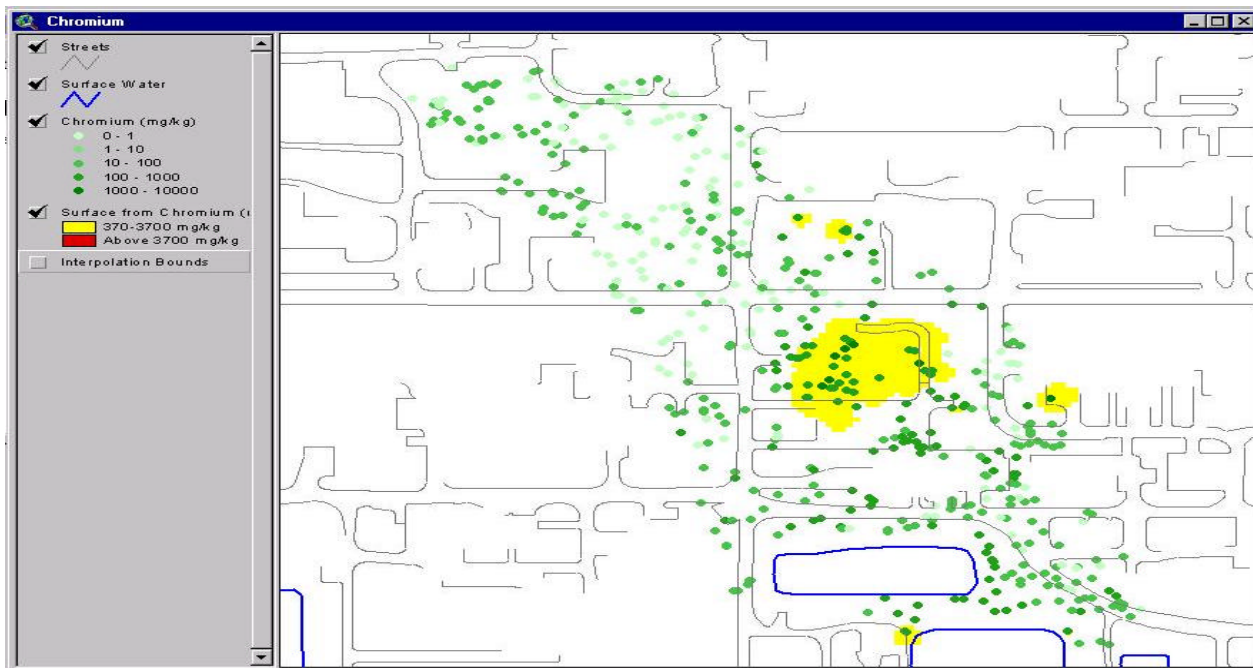 Chromium
Streets
Surface Water
Chromium (mg/kg)
0 - 1
1 - 10
10 - 100
100 - 1000
1000 - 10000
Surface from Chromium (
370-3700 mg/kg
Above 3700 mg/kg
Interpolation Bounds